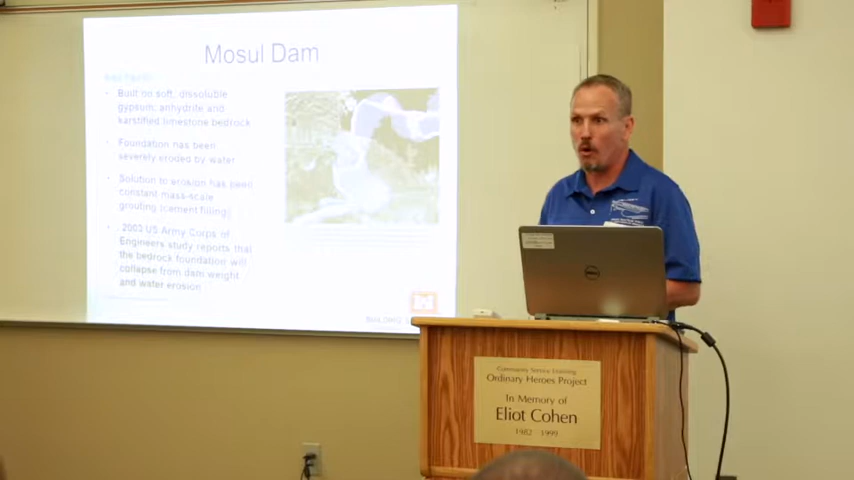 Mosul Dam
• Built on soft, dissoluble
gypsum, anhydrite and
karstified limestone bedrock
• Foundation has been
severely eroded by water
• Solution to erosion has been
constant mass-scale
grouting (cement filling)
• 2003 US Army Corps of
Engineers study reports that
the bedrock foundation will
collapse from dam weight
and water erosion
DELL
Community Service Learning
Ordinary Heroes Project
In Memory of
Eliot Cohen
1982 - 1999